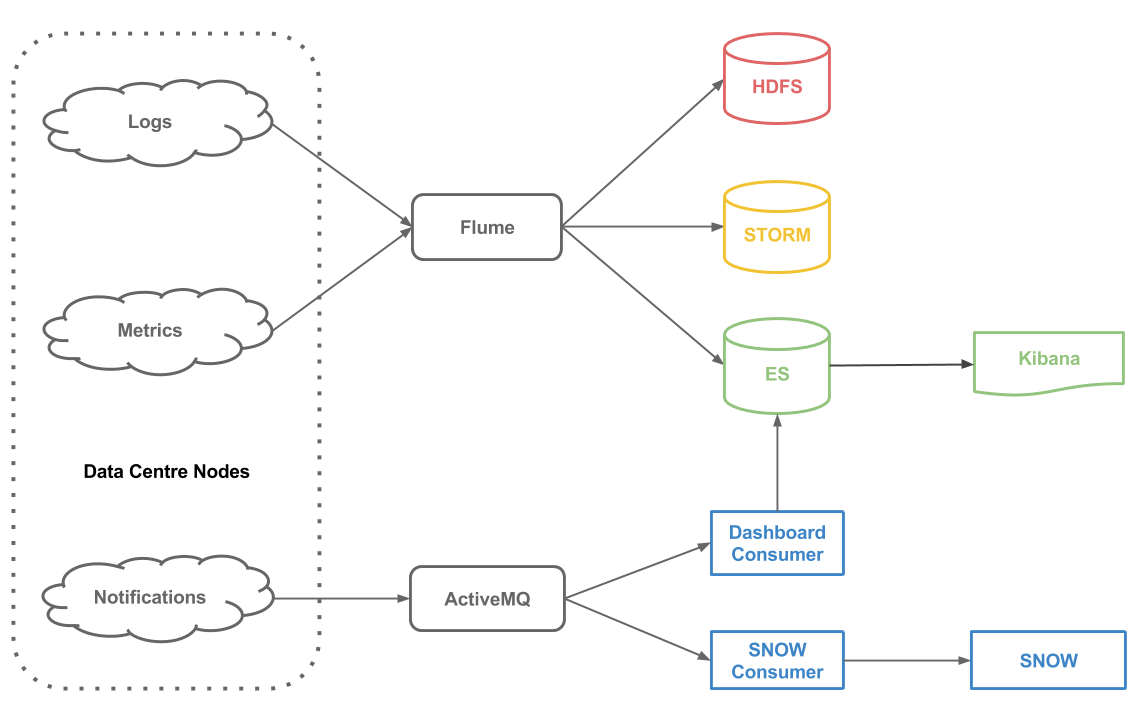 Logs
Metrics
Data Centre Nodes
Notifications
Flume
ActiveMQ
HDFS
STORM
ES
Kibana
Dashboard
Consumer
SNOW
Consumer
SNOW